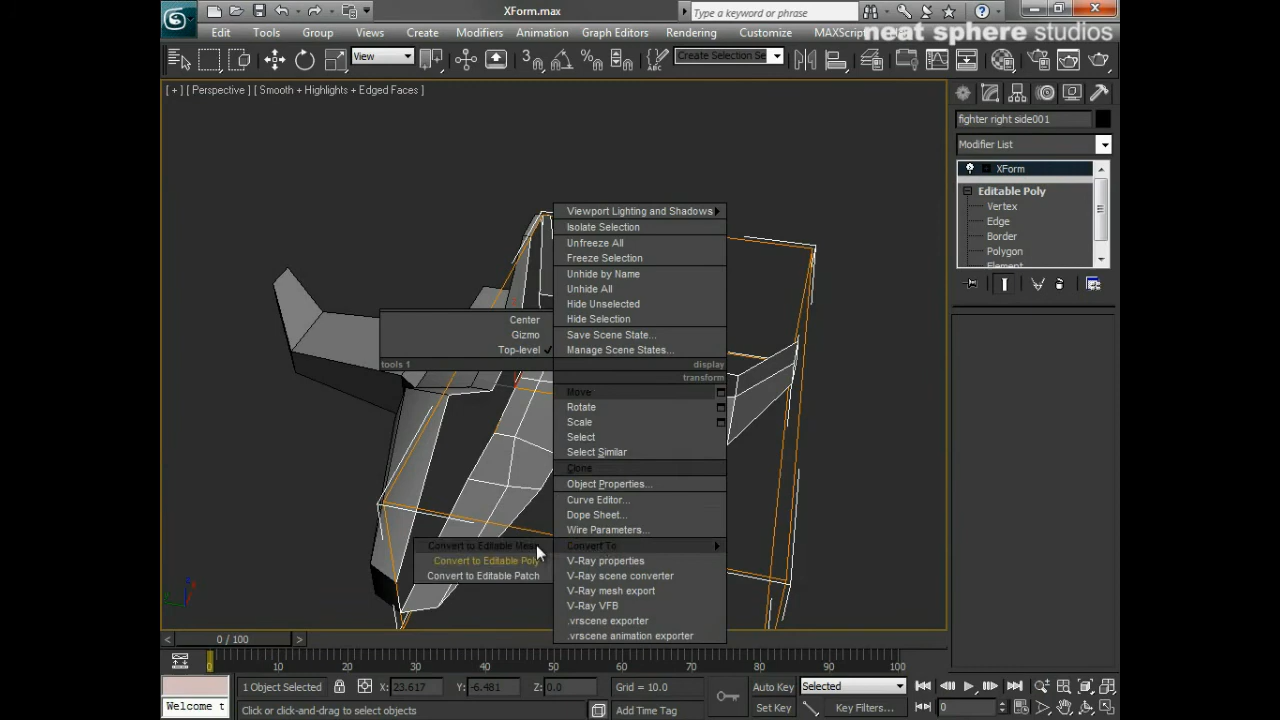 XForm.max
Type a keyword or phrase
Edit Tools Group Views Create Modifiers Animation Graph Editors Rendering Customize MAXScr
neat sphere studios
View
3
%
ABC
Create Selection Se
[ + ] [ Perspective ] [ Smooth + Highlights + Edged Faces ]
fighter right side001
Modifier List
XForm
Editable Poly
Vertex
Edge
Border
Polygon
Element
Viewport Lighting and Shadows
Isolate Selection
Unfreeze All
Freeze Selection
Unhide by Name
Unhide All
Hide Unselected
Hide Selection
Save Scene State...
Manage Scene States...
Center
Gizmo
Top-level
tools 1
display
transform
Move
Rotate
Scale
Select
Select Similar
Clone
Object Properties...
Curve Editor...
Dope Sheet...
Wire Parameters...
Convert To:
V-Ray properties
V-Ray scene converter
V-Ray mesh export
V-Ray VFB
.vrscene exporter
.vrscene animation exporter
Convert to Editable Mesh
Convert to Editable Poly
Convert to Editable Patch
< 0 / 100 >
0 10 20 30 40 50 60 70 80 90 100
1 Object Selected
X: 23.617 Y: -6.481 Z: 0.0
Grid = 10.0
Auto Key
Selected
Welcome t
Click or click-and-drag to select objects
Add Time Tag
Set Key
Key Filters...
0